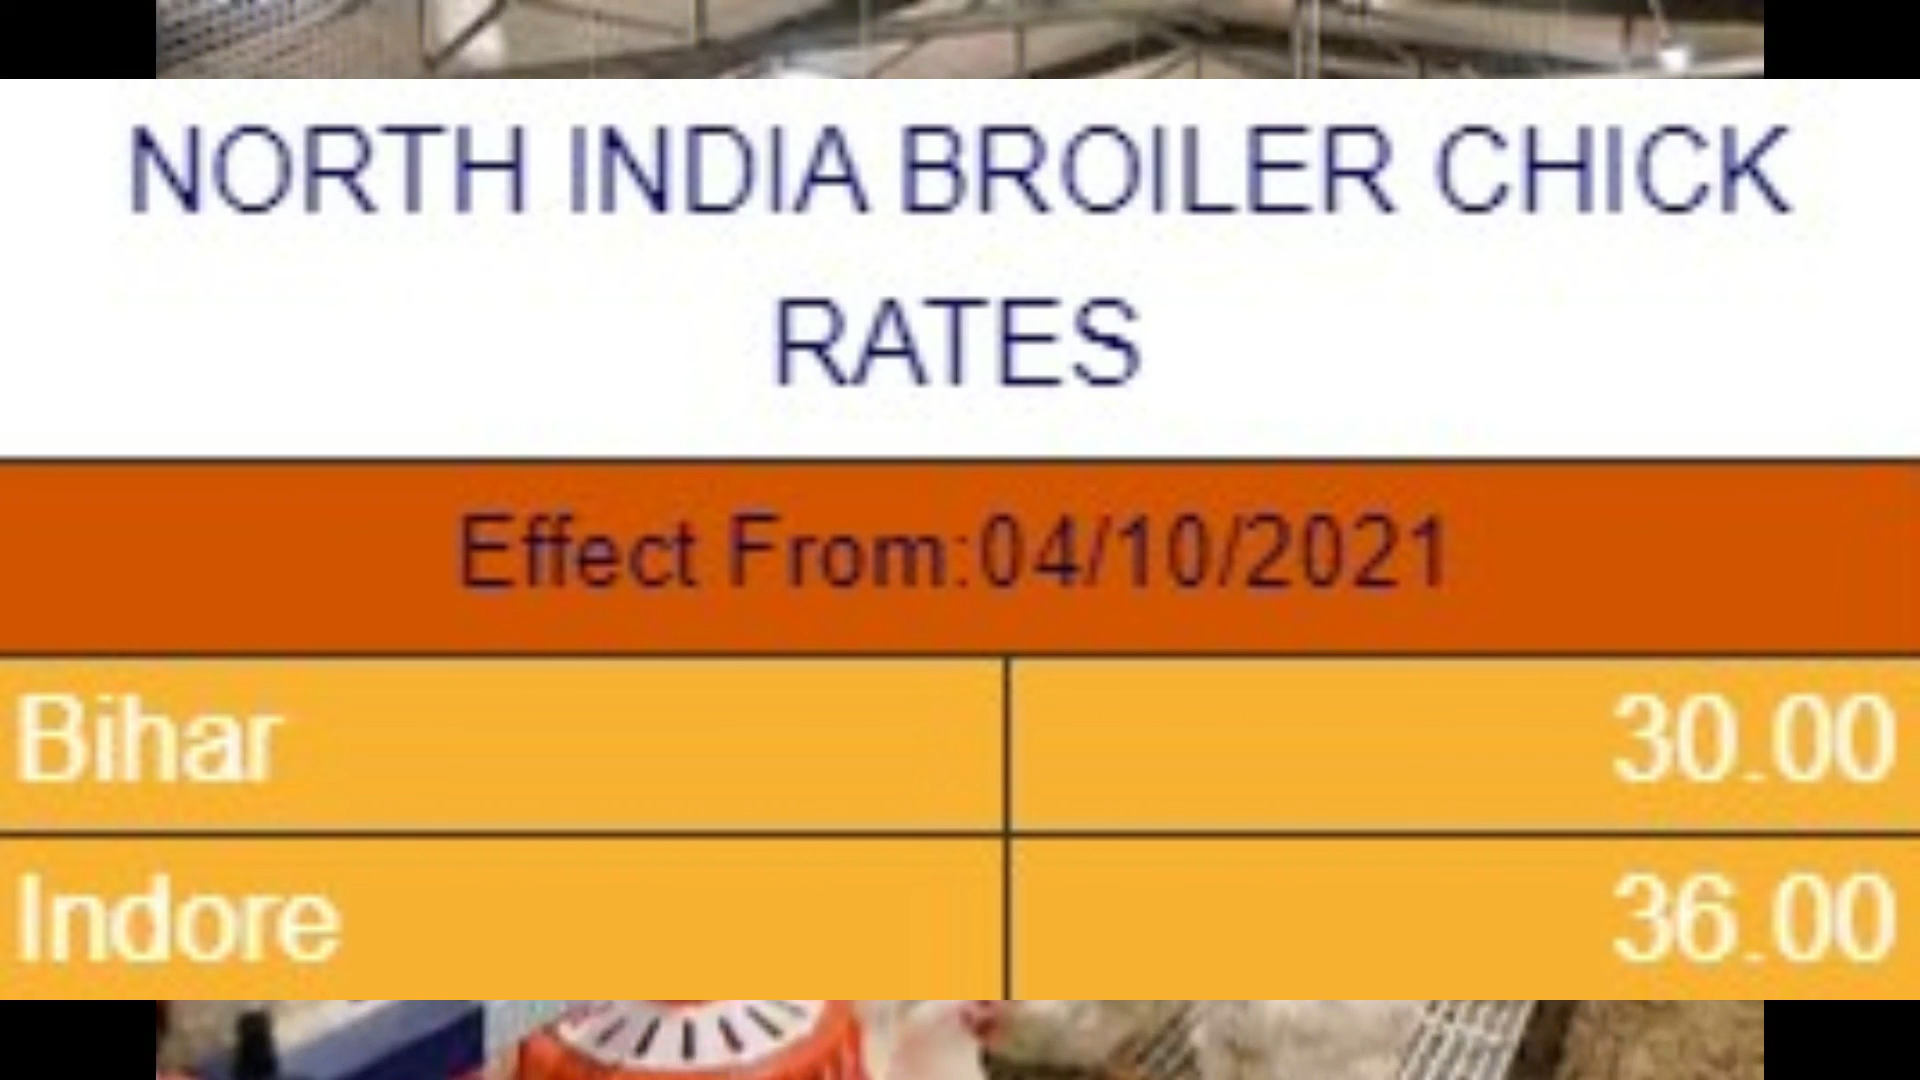 NORTH INDIA BROILER CHICK
RATES
Effect From:04/10/2021
Bihar 30.00
Indore 36.00